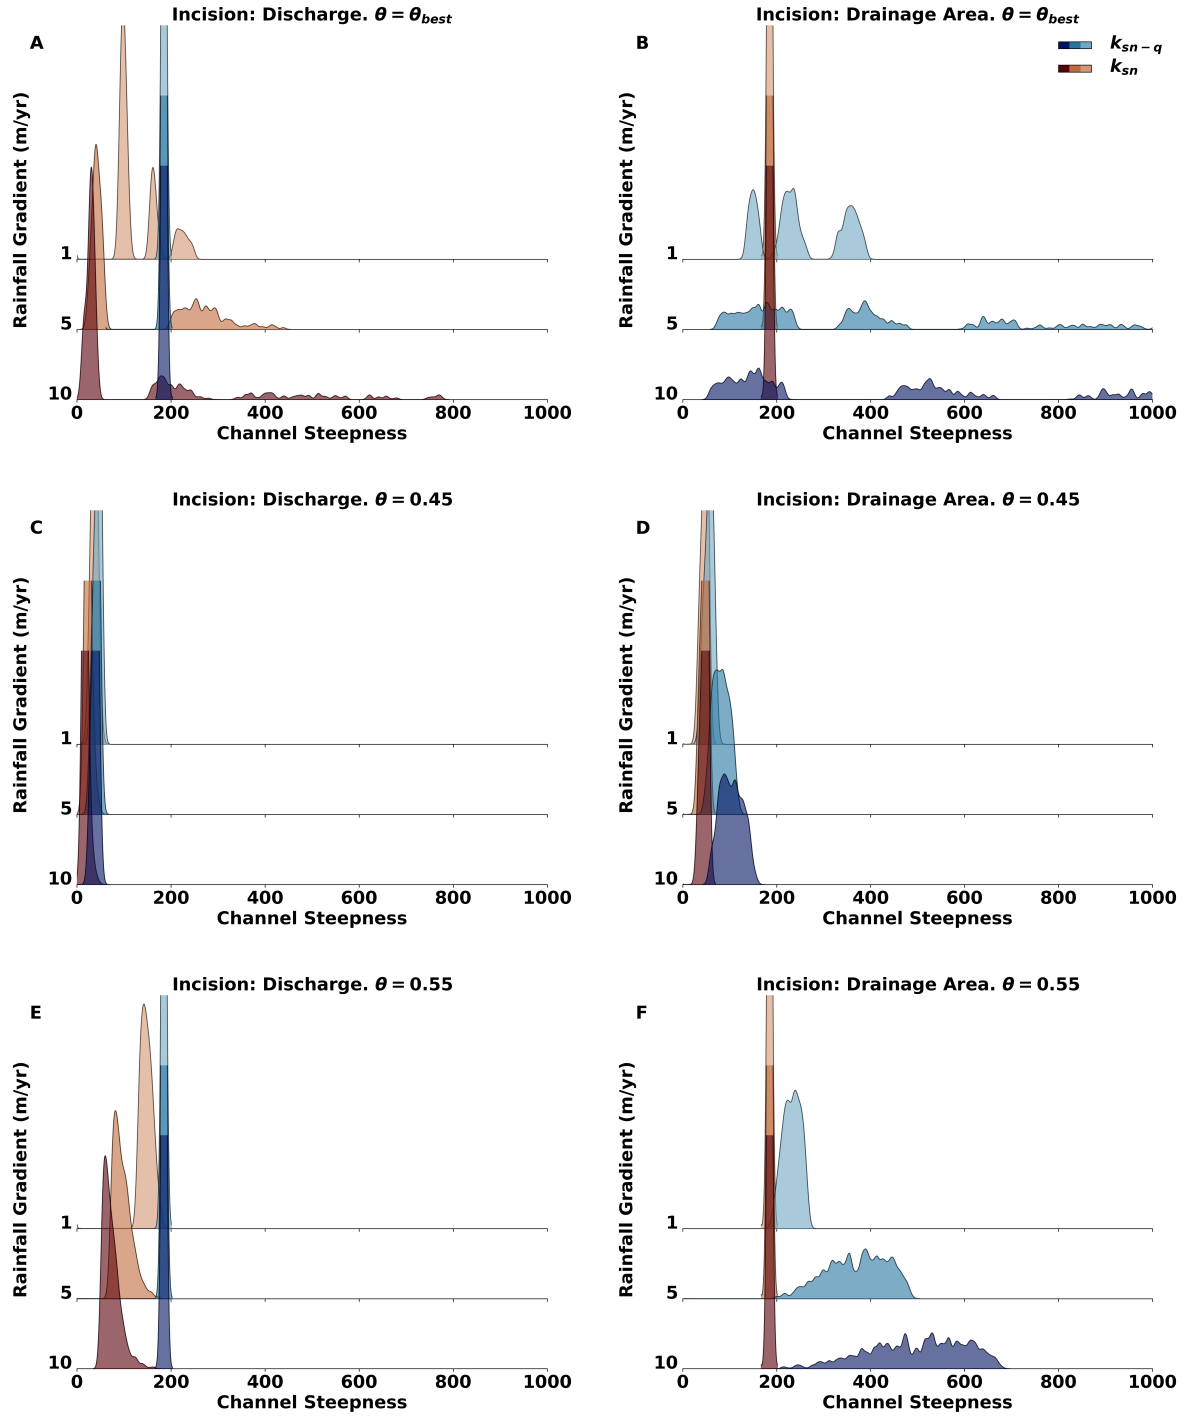 Incision: Discharge. θ = θbest
A
Rainfall Gradient (m/yr)
1
5
10
0 200 400 600 800 1000
Channel Steepness
Incision: Drainage Area. θ = θbest
B
ksn−q
ksn
Rainfall Gradient (m/yr)
1
5
10
0 200 400 600 800 1000
Channel Steepness
Incision: Discharge. θ = 0.45
C
Rainfall Gradient (m/yr)
1
5
10
0 200 400 600 800 1000
Channel Steepness
Incision: Drainage Area. θ = 0.45
D
Rainfall Gradient (m/yr)
1
5
10
0 200 400 600 800 1000
Channel Steepness
Incision: Discharge. θ = 0.55
E
Rainfall Gradient (m/yr)
1
5
10
0 200 400 600 800 1000
Channel Steepness
Incision: Drainage Area. θ = 0.55
F
Rainfall Gradient (m/yr)
1
5
10
0 200 400 600 800 1000
Channel Steepness